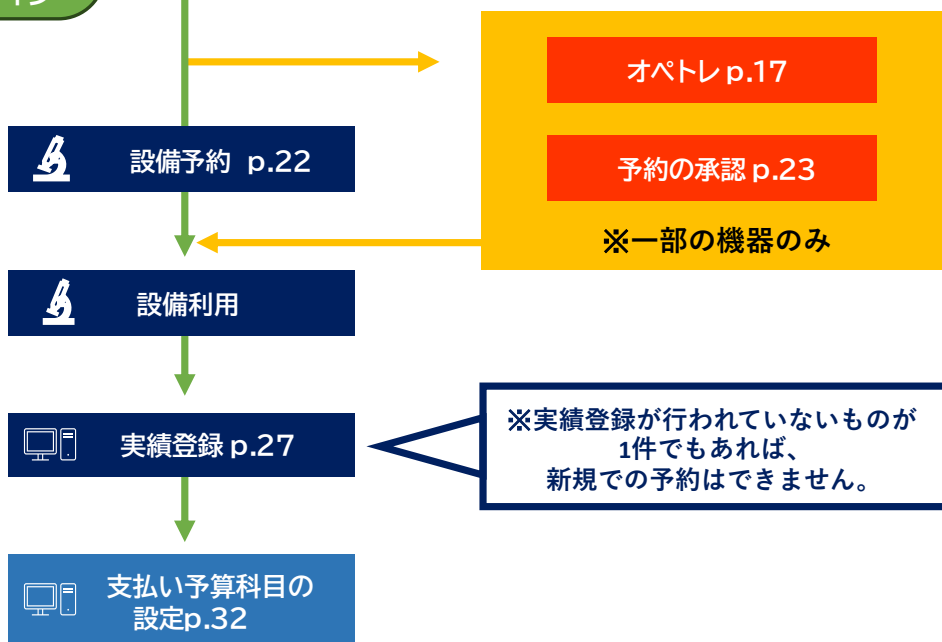 オペトレ p.17
設備予約 p.22
予約の承認 p.23
※一部の機器のみ
設備利用
実績登録 p.27
※実績登録が行われていないものが
1件でもあれば、
新規での予約はできません。
支払い予算科目の
設定p.32